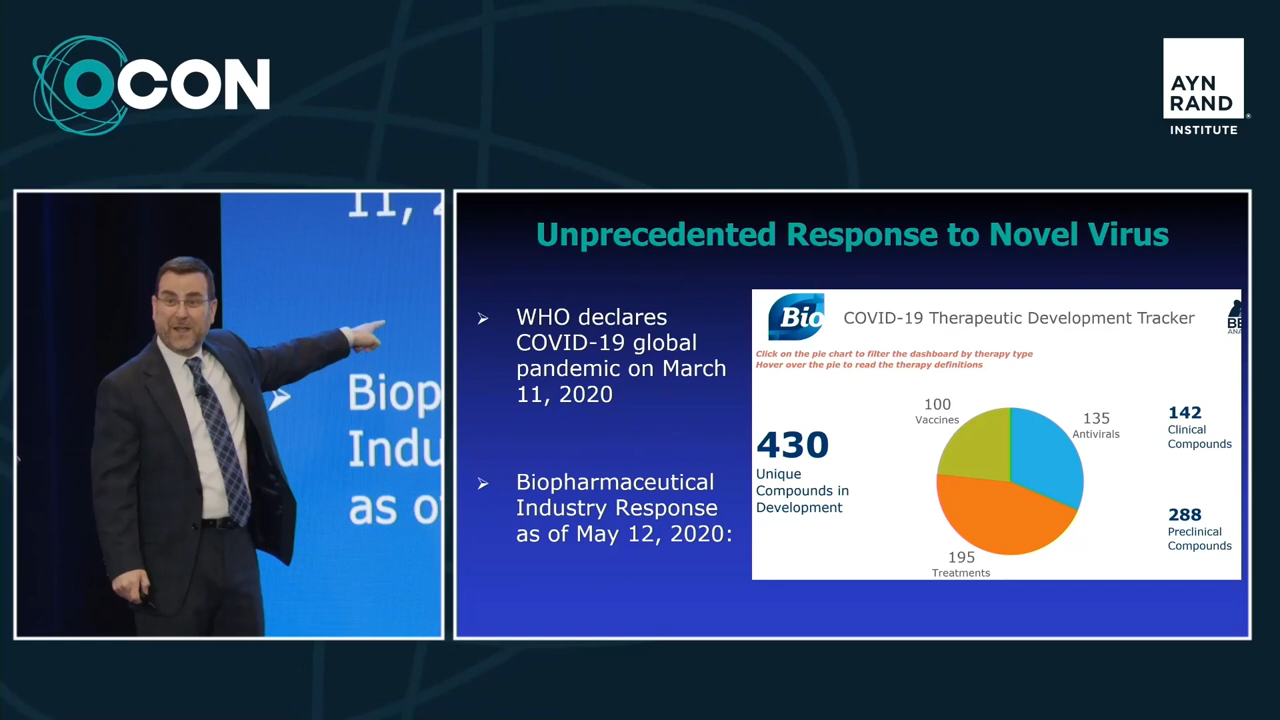 OCON
AYN
RAND
INSTITUTE
11, 2
Biop
Indu
as o
Unprecedented Response to Novel Virus
WHO declares
COVID-19 global
pandemic on March
11, 2020
Biopharmaceutical
Industry Response
as of May 12, 2020:
Bio
COVID-19 Therapeutic Development Tracker
Click on the pie chart to filter the dashboard by therapy type
Hover over the pie to read the therapy definitions
430
Unique
Compounds in
Development
100
Vaccines
135
Antivirals
195
Treatments
142
Clinical
Compounds
288
Preclinical
Compounds